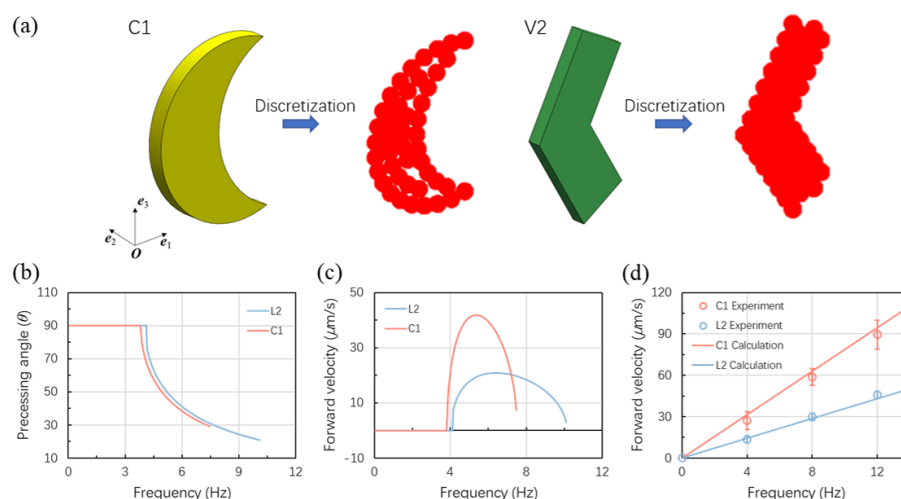 (a)
C1
V2
Discretization
Discretization
e3
e2
O
e1
(b)
(c)
(d)
Precessing angle (θ)
110
90
70
50
30
10
L2
C1
0
3
6
9
12
Frequency (Hz)
Forward velocity (μm/s)
50
40
20
-10
L2
C1
0
4
8
12
Frequency (Hz)
Forward velocity (μm/s)
120
90
60
30
0
C1 Experiment
L2 Experiment
C1 Calculation
L2 Calculation
0
4
8
12
Frequency (Hz)